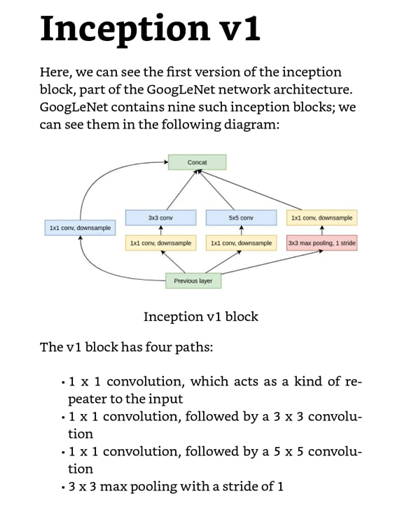 Inception v1
Here, we can see the first version of the inception
block, part of the GoogLeNet network architecture.
GoogLeNet contains nine such inception blocks; we
can see them in the following diagram:
Concat
3x3 conv
5x5 conv
1x1 conv, downsample
1x1 conv, downsample
1x1 conv, downsample
1x1 conv, downsample
3x3 max pooling, 1 stride
Previous layer
Inception v1 block
The v1 block has four paths:
• 1 x 1 convolution, which acts as a kind of re-
peater to the input
• 1 x 1 convolution, followed by a 3 x 3 convolu-
tion
• 1 x 1 convolution, followed by a 5 x 5 convolu-
tion
• 3 x 3 max pooling with a stride of 1